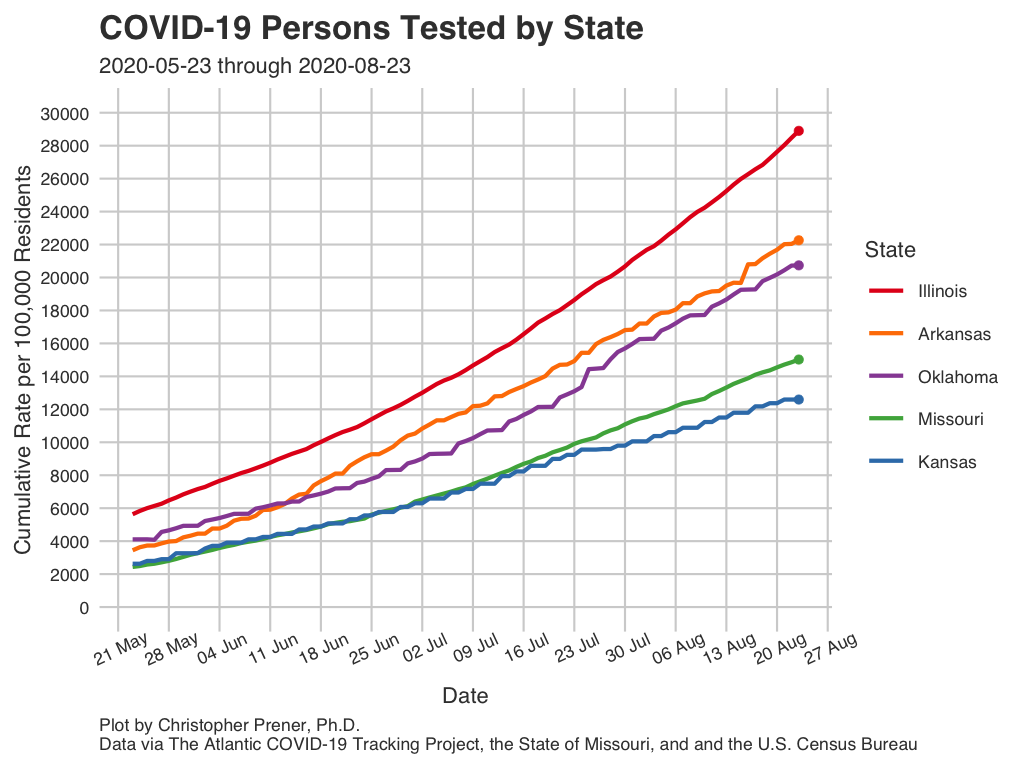 COVID-19 Persons Tested by State
2020-05-23 through 2020-08-23
Cumulative Rate per 100,000 Residents
30000
28000
26000
24000
22000
20000
18000
16000
14000
12000
10000
8000
6000
4000
2000
0
21 May
28 May
04 Jun
11 Jun
18 Jun
25 Jun
02 Jul
09 Jul
16 Jul
23 Jul
30 Jul
06 Aug
13 Aug
20 Aug
27 Aug
Date
State
Illinois
Arkansas
Oklahoma
Missouri
Kansas
Plot by Christopher Prener, Ph.D.
Data via The Atlantic COVID-19 Tracking Project, the State of Missouri, and and the U.S. Census Bureau